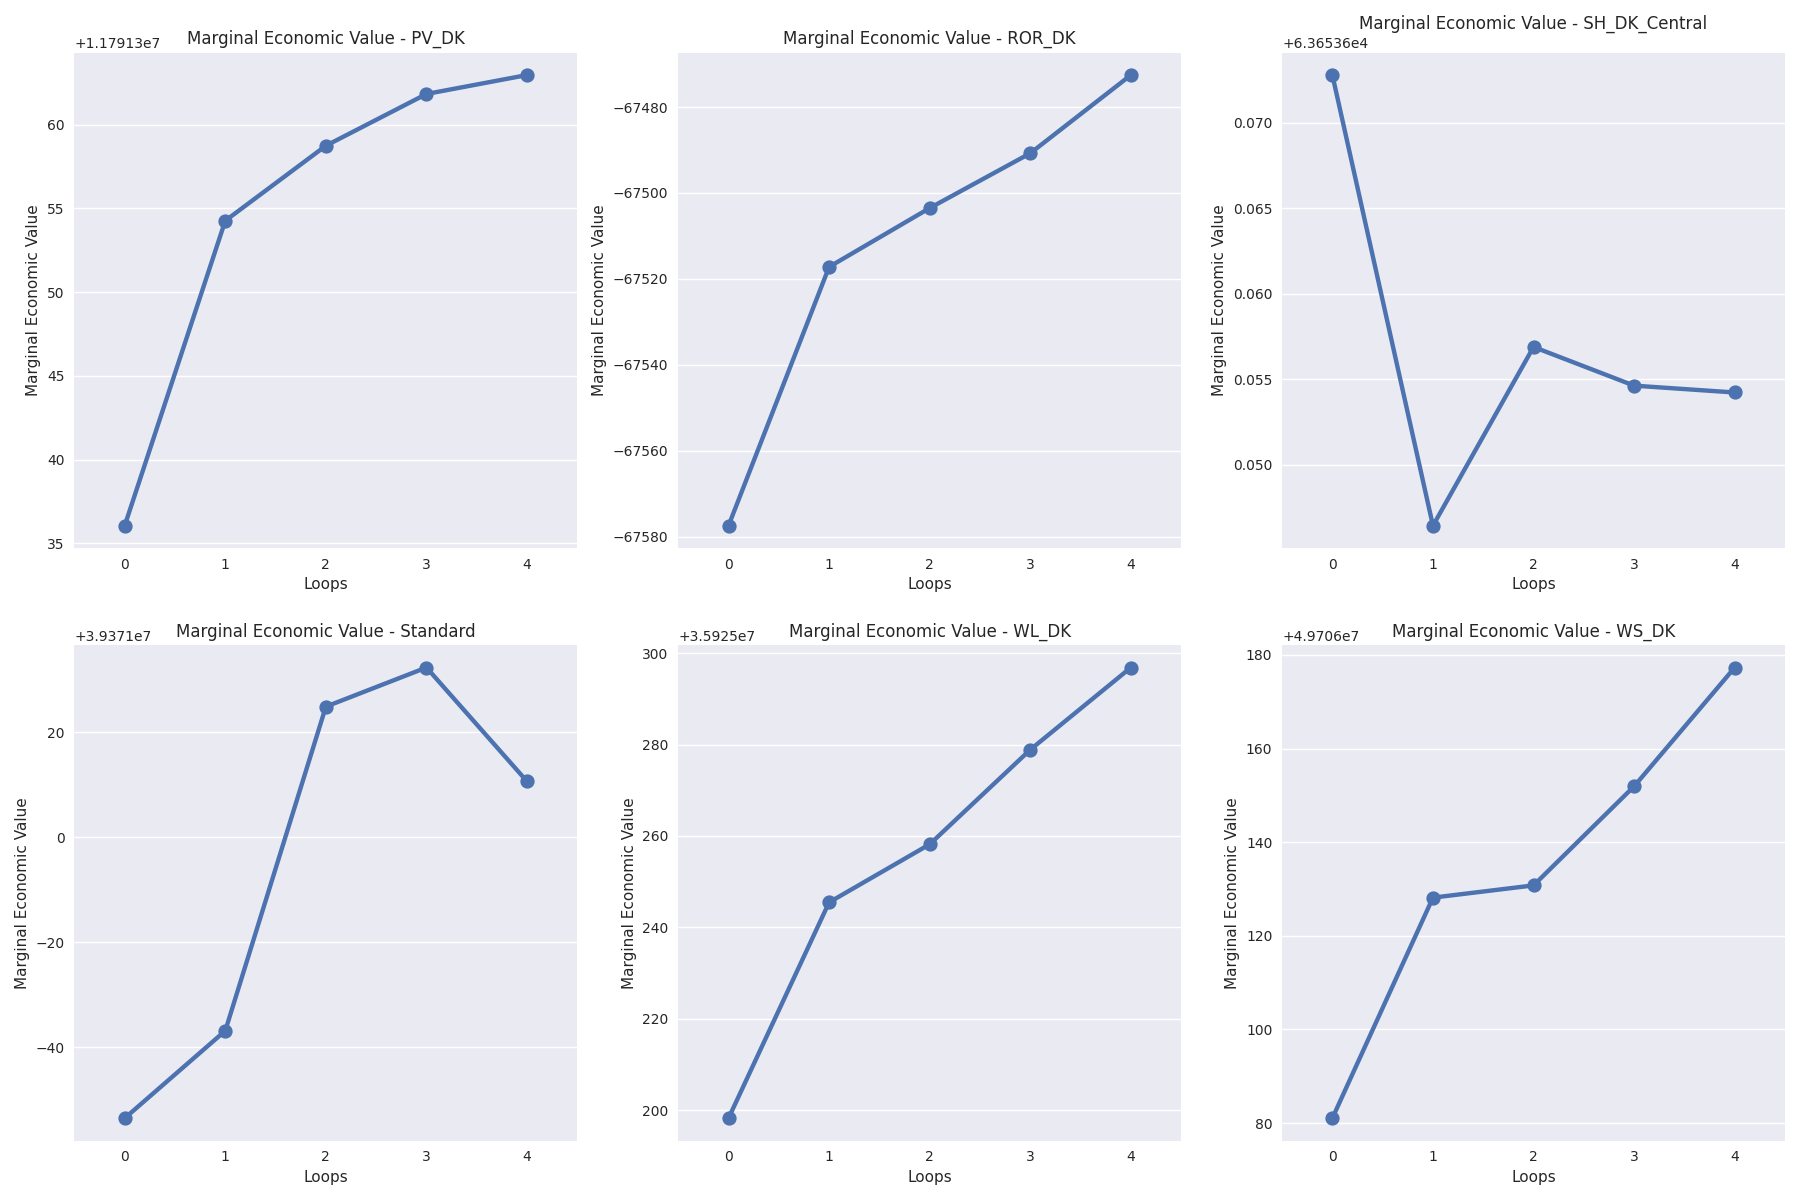 Marginal Economic Value - PV_DK
+1.17913e7
60
55
50
45
40
35
Marginal Economic Value
0 1 2 3 4
Loops
Marginal Economic Value - ROR_DK
−67480
−67500
−67520
−67540
−67560
−67580
Marginal Economic Value
0 1 2 3 4
Loops
Marginal Economic Value - SH_DK_Central
+6.36536e4
0.070
0.065
0.060
0.055
0.050
Marginal Economic Value
0 1 2 3 4
Loops
Marginal Economic Value - Standard
+3.9371e7
20
0
−20
−40
Marginal Economic Value
0 1 2 3 4
Loops
Marginal Economic Value - WL_DK
+3.5925e7
300
280
260
240
220
200
Marginal Economic Value
0 1 2 3 4
Loops
Marginal Economic Value - WS_DK
+4.9706e7
180
160
140
120
100
80
Marginal Economic Value
0 1 2 3 4
Loops